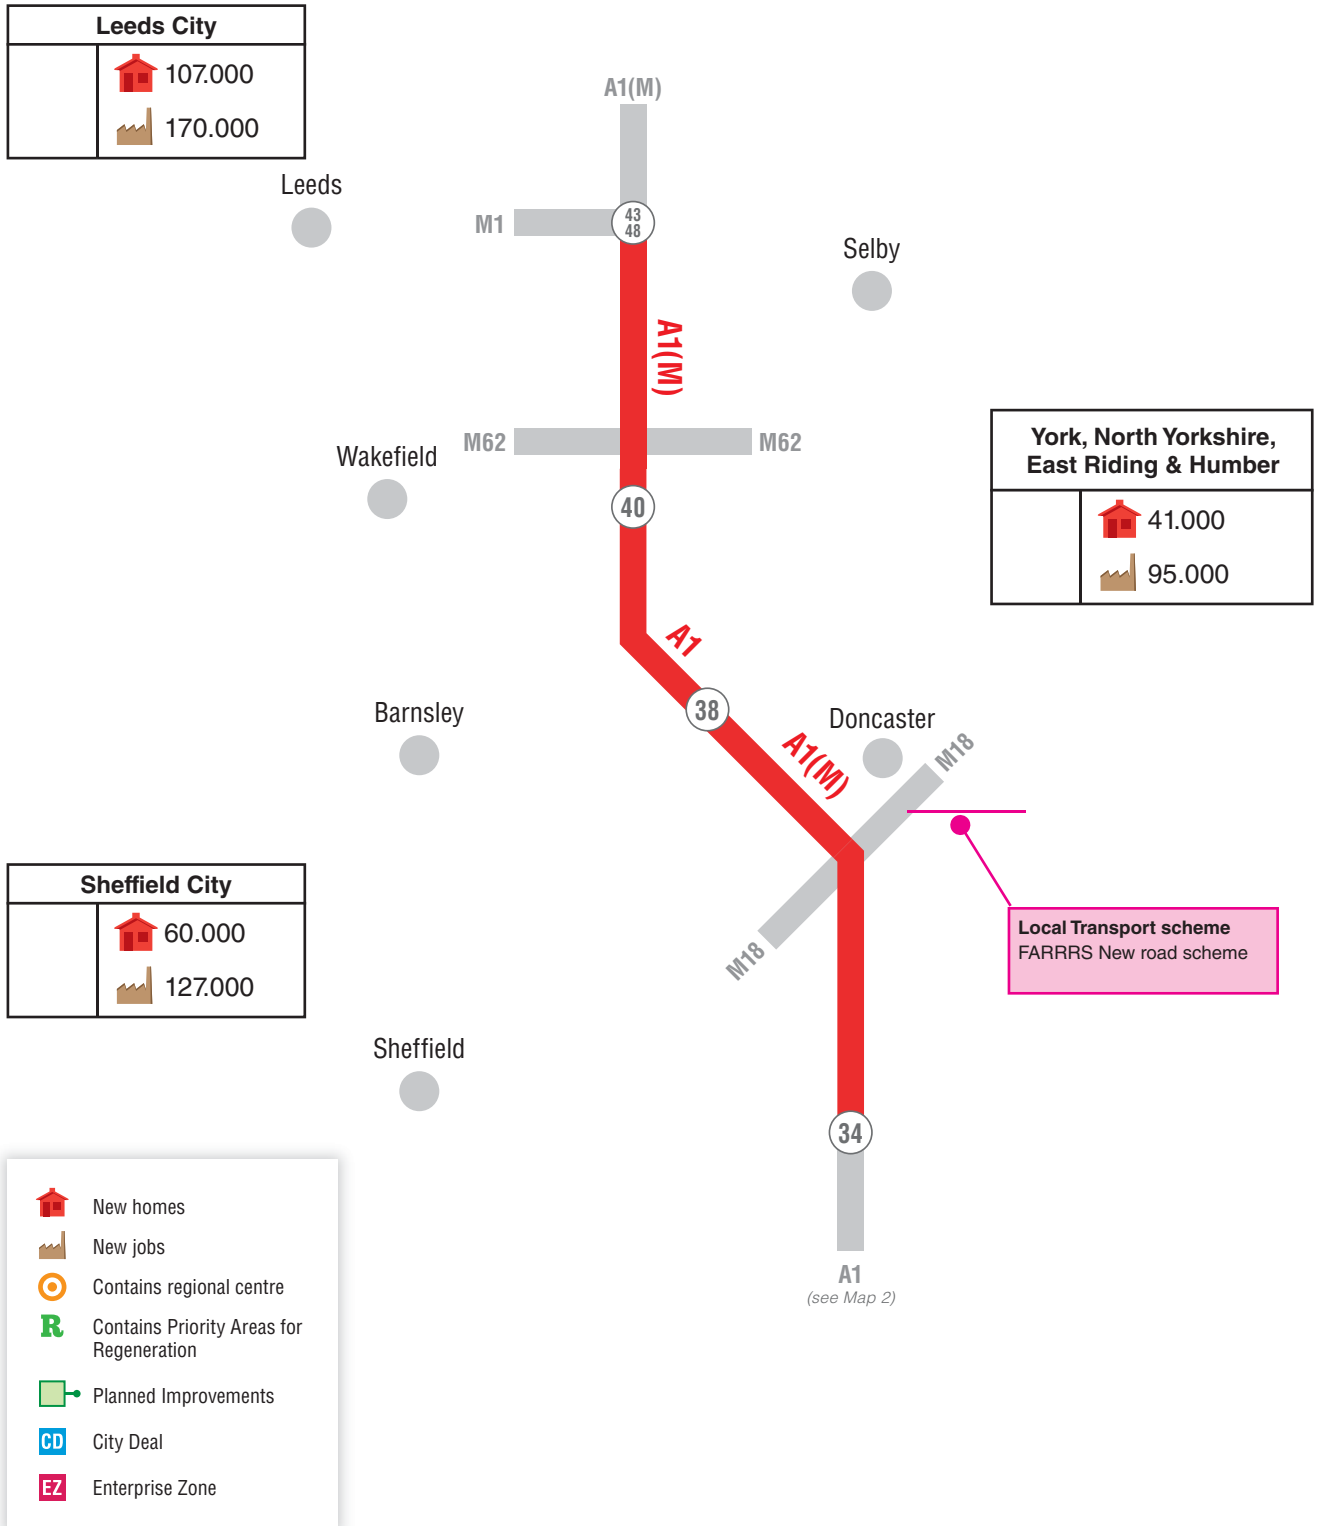 Leeds City
107.000
170.000
A1(M)
Leeds
M1
43
48
Selby
A1(M)
M62
M62
Wakefield
York, North Yorkshire,
East Riding & Humber
41.000
95.000
40
A1
38
Barnsley
Doncaster
A1(M)
M18
Sheffield City
60.000
127.000
M18
Local Transport scheme
FARRRS New road scheme
Sheffield
34
A1
(see Map 2)
New homes
New jobs
Contains regional centre
R
Contains Priority Areas for
Regeneration
Planned Improvements
CD
City Deal
EZ
Enterprise Zone